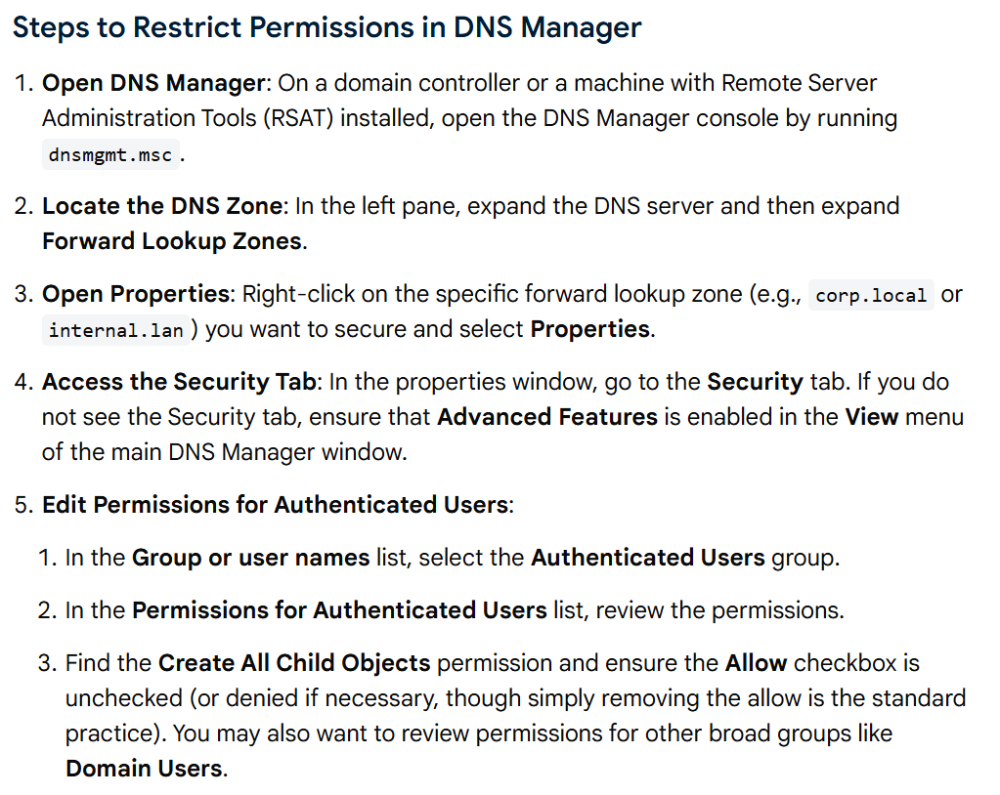 Steps to Restrict Permissions in DNS Manager
1. Open DNS Manager: On a domain controller or a machine with Remote Server
Administration Tools (RSAT) installed, open the DNS Manager console by running
dnsmgmt.msc .
2. Locate the DNS Zone: In the left pane, expand the DNS server and then expand
Forward Lookup Zones.
3. Open Properties: Right-click on the specific forward lookup zone (e.g., corp.local or
internal.lan ) you want to secure and select Properties.
4. Access the Security Tab: In the properties window, go to the Security tab. If you do
not see the Security tab, ensure that Advanced Features is enabled in the View menu
of the main DNS Manager window.
5. Edit Permissions for Authenticated Users:
1. In the Group or user names list, select the Authenticated Users group.
2. In the Permissions for Authenticated Users list, review the permissions.
3. Find the Create All Child Objects permission and ensure the Allow checkbox is
unchecked (or denied if necessary, though simply removing the allow is the standard
practice). You may also want to review permissions for other broad groups like
Domain Users.